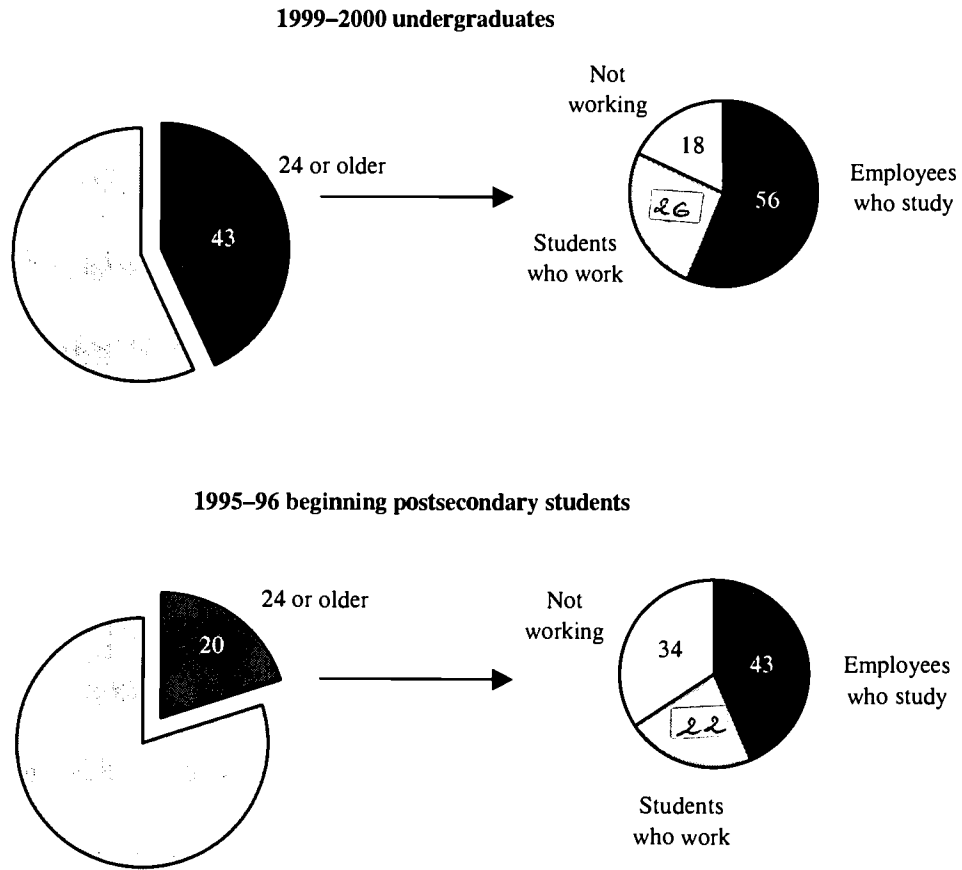 1999–2000 undergraduates
Not
working
24 or older
18
Employees
who study
56
26
43
Students
who work
1995–96 beginning postsecondary students
24 or older
Not
working
20
34
43
Employees
who study
22
Students
who work